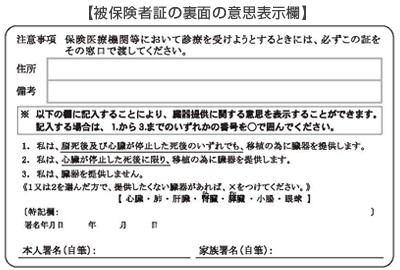 【被保険者証の裏面の意思表示欄】
注意事項 保険医療機関等において診療を受けようとするときには、必ずこの証を
その窓口で渡してください。
住所
備考
※ 以下の欄に記入することにより、臓器提供に関する意思を表示することができます。
記入する場合は、1.から3.までのいずれかの番号を○で囲んでください。
1. 私は、脳死後及び心臓が停止した死後のいずれでも、移植の為に臓器を提供します。
2. 私は、心臓が停止した死後に限り、移植の為に臓器を提供します。
3. 私は、臓器を提供しません。
《1又は2を選んだ方で、提供したくない臓器があれば、×をつけてください。》
【 心臓・肺・肝臓・腎臓・膵臓・小腸・眼球 】
〔特記欄: 〕
署名年月日 年 月 日
本人署名(自筆): 家族署名(自筆):